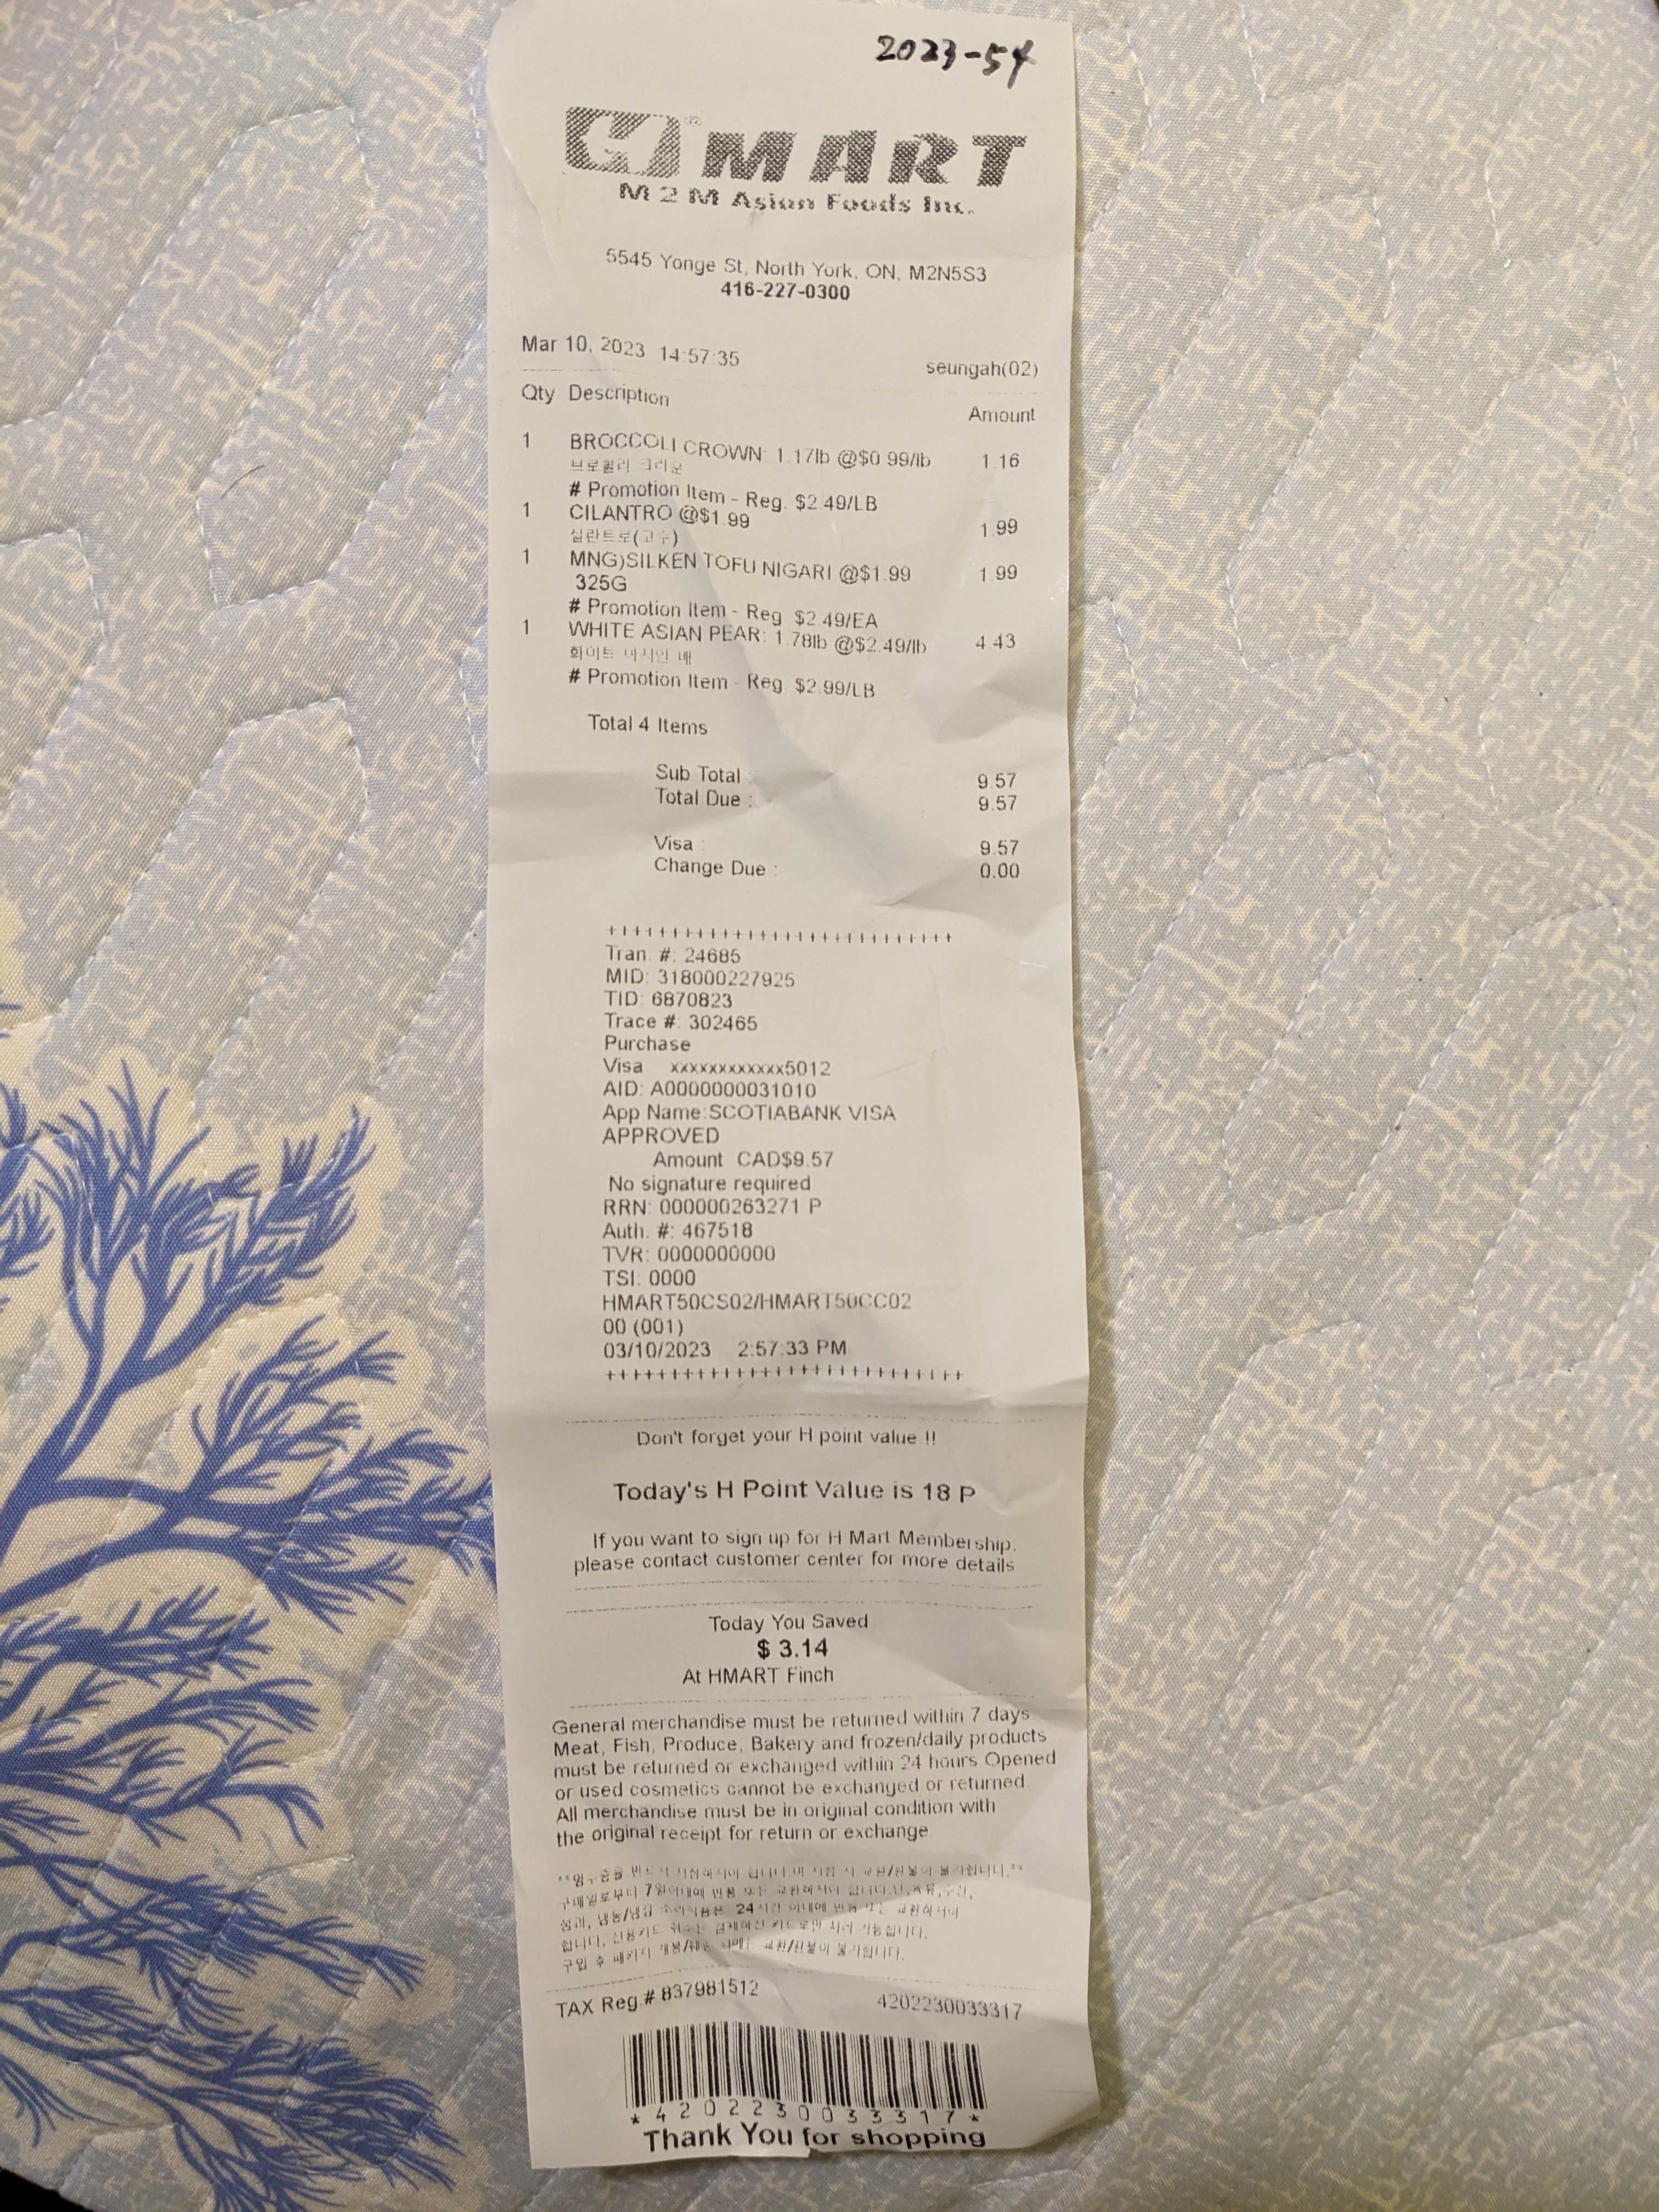 2023-54
H MART
M 2 M Asian Foods Inc.
5545 Yonge St, North York, ON, M2N5S3
416-227-0300
Mar 10, 2023 14:57:35 seungah(02)
Qty Description Amount
1 BROCCOLI CROWN: 1.17lb @$0.99/lb 1.16
브로컬리 크라운
# Promotion Item - Reg. $2.49/LB
1 CILANTRO @$1.99 1.99
실란트로(고수)
1 MNG)SILKEN TOFU NIGARI @$1.99 1.99
325G
# Promotion Item - Reg. $2.49/EA
1 WHITE ASIAN PEAR: 1.78lb @$2.49/lb 4.43
화이트 아시안 배
# Promotion Item - Reg. $2.99/LB
Total 4 Items
Sub Total : 9.57
Total Due : 9.57
Visa : 9.57
Change Due : 0.00
++++++++++++++++++++++++++++
Tran. #: 24685
MID: 318000227925
TID: 6870823
Trace #: 302465
Purchase
Visa xxxxxxxxxxxx5012
AID: A0000000031010
App Name:SCOTIABANK VISA
APPROVED
Amount CAD$9.57
No signature required
RRN: 000000263271 P
Auth. #: 467518
TVR: 0000000000
TSI: 0000
HMART50CS02/HMART50CC02
00 (001)
03/10/2023 2:57:33 PM
++++++++++++++++++++++++++++
Don't forget your H point value !!
Today's H Point Value is 18 P
If you want to sign up for H Mart Membership,
please contact customer center for more details
Today You Saved
$ 3.14
At HMART Finch
General merchandise must be returned within 7 days
Meat, Fish, Produce, Bakery and frozen/daily products
must be returned or exchanged within 24 hours Opened
or used cosmetics cannot be exchanged or returned.
All merchandise must be in original condition with
the original receipt for return or exchange
**영수증을 반드시 지참하셔야 합니다. 시 교환/환불이 불가합니다.**
구매일로부터 7일이내에 반품 또는 교환하셔야 합니다.
청과, 냉동/냉장 24시간 이내에 반품 또는 교환하셔야
합니다. 신용카드 결제하신 카드로만 처리 가능합니다.
구입 후 패키지 개봉/훼손 시에는 교환/환불이 불가합니다.
TAX Reg.# 837981512 4202230033317
*4202230033317*
Thank You for shopping